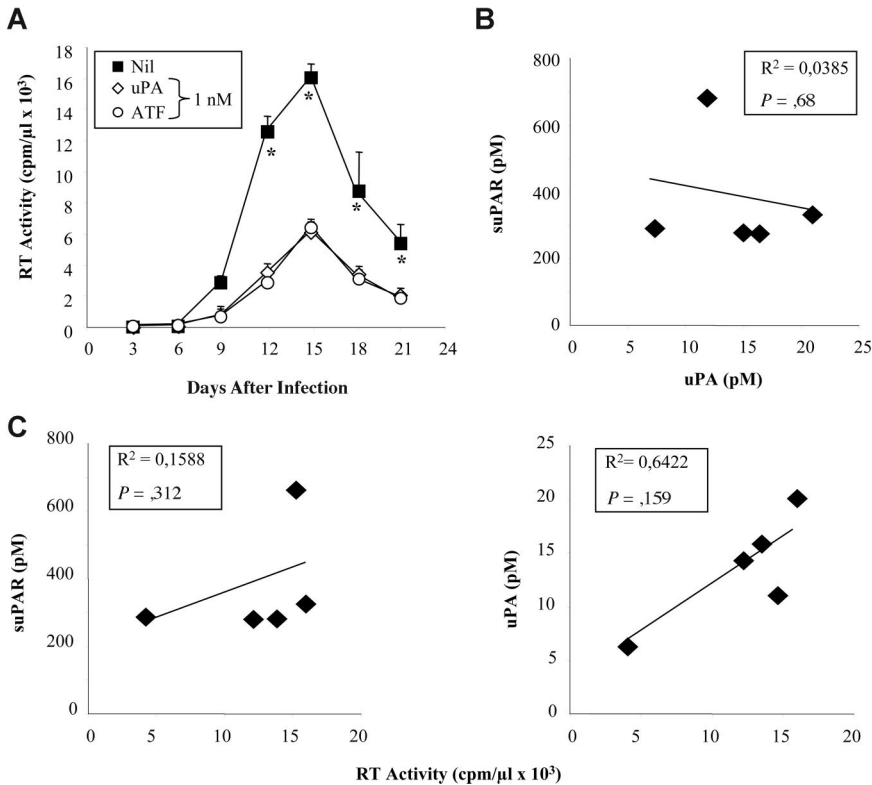 A
RT Activity (cpm/μl x 10³)
18
16
14
12
10
8
6
4
2
0
Nil
uPA
ATF
1 nM
*
*
*
*
0 3 6 9 12 15 18 21 24
Days After Infection
B
suPAR (pM)
800
600
400
200
0
R² = 0,0385
P = ,68
0 5 10 15 20 25
uPA (pM)
C
suPAR (pM)
800
600
400
200
0
R² = 0,1588
P = ,312
0 5 10 15 20
uPA (pM)
25
20
15
10
5
0
R²= 0,6422
P = ,159
0 5 10 15 20
RT Activity (cpm/μl x 10³)